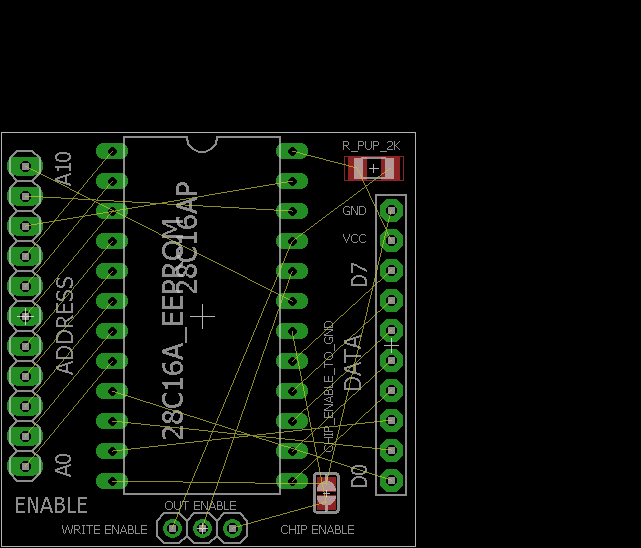 R_PUP_2K
A10
GND
VCC
D7
28C16AP
28C16A_EEPROM
ADDRESS
CHIP_ENABLE_TO_GND
DATA
A0
D0
ENABLE
OUT ENABLE
WRITE ENABLE
CHIP ENABLE